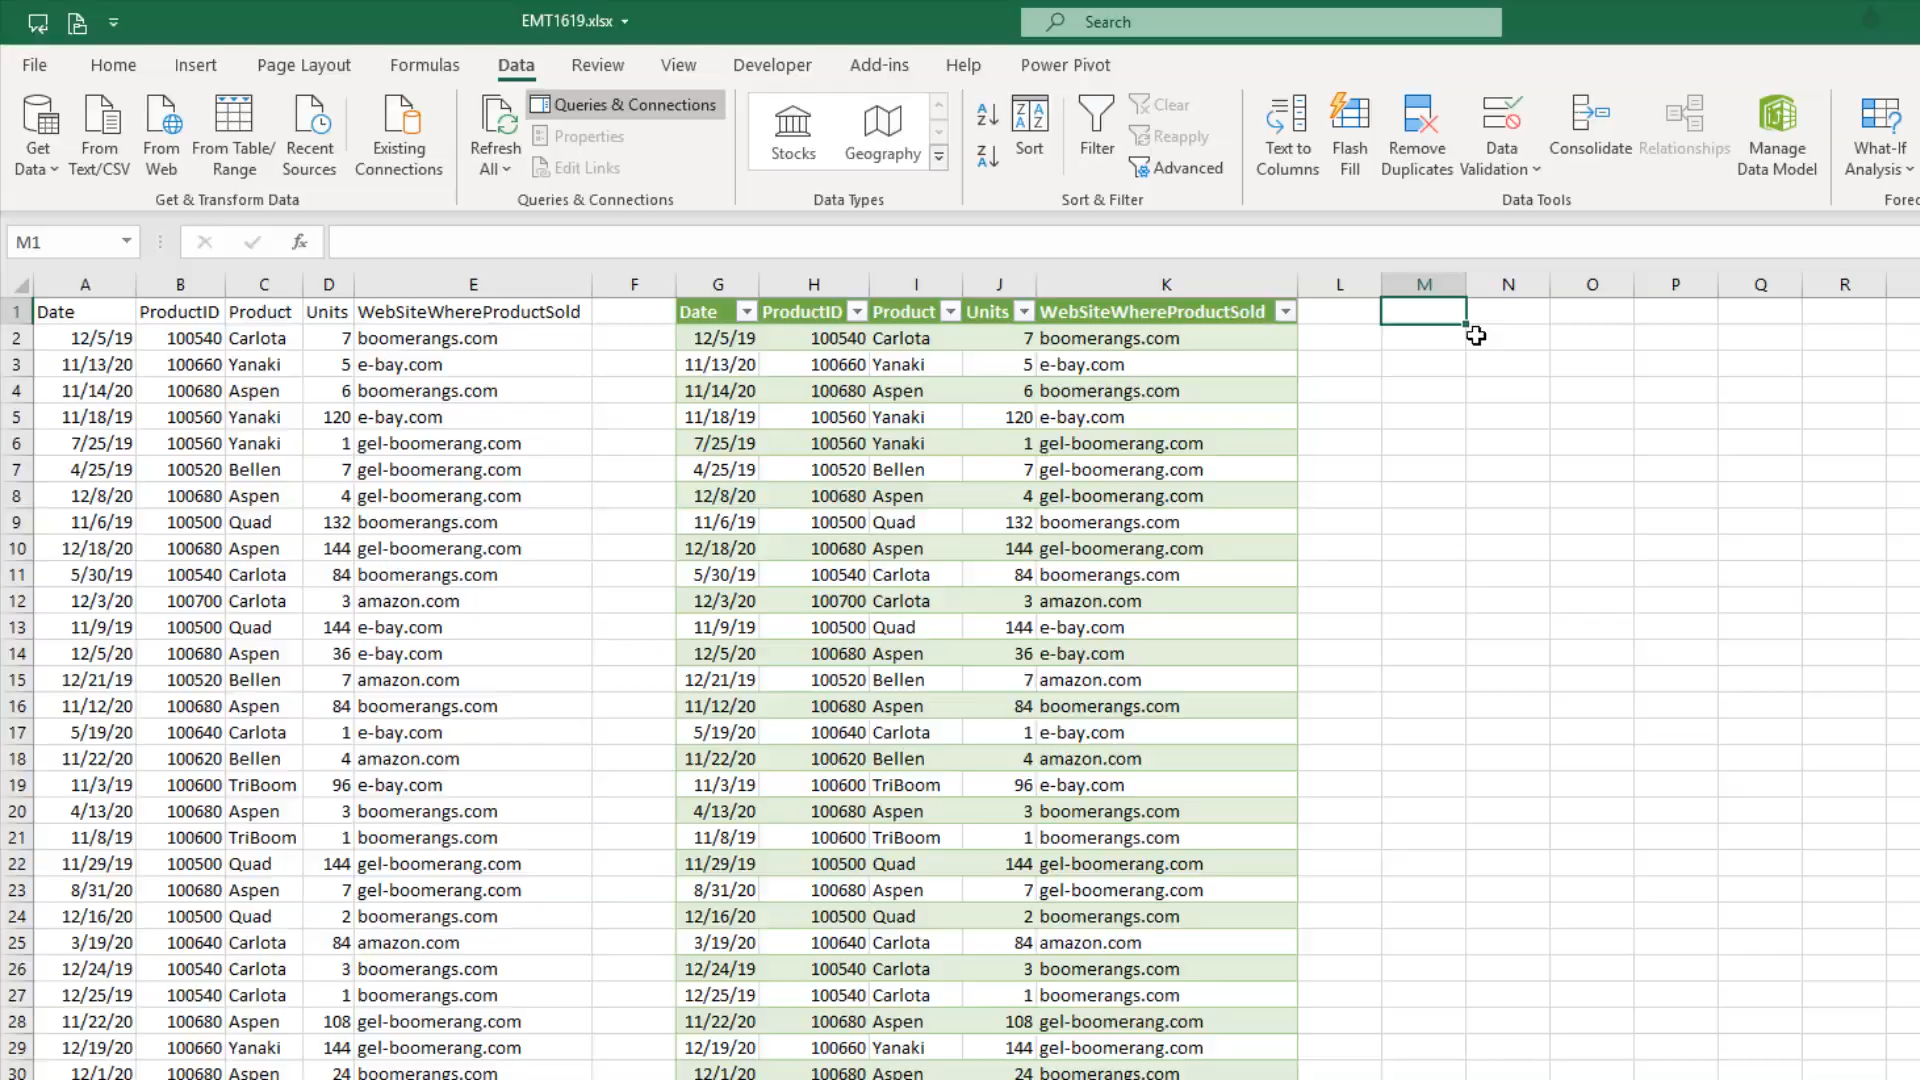 EMT1619.xlsx
Search
File Home Insert Page Layout Formulas Data Review View Developer Add-ins Help Power Pivot
Get Data
From Text/CSV
From Web
From Table/ Range
Recent Sources
Existing Connections
Get & Transform Data
Refresh All
Queries & Connections
Properties
Edit Links
Queries & Connections
Stocks
Geography
Data Types
Sort
Filter
Clear
Reapply
Advanced
Sort & Filter
Text to Columns
Flash Fill
Remove Duplicates
Data Validation
Consolidate
Relationships
Manage Data Model
Data Tools
What-If Analysis
Forec
M1
fx
A B C D E F G H I J K L M N O P Q R
1 Date ProductID Product Units WebSiteWhereProductSold Date ProductID Product Units WebSiteWhereProductSold
2 12/5/19 100540 Carlota 7 boomerangs.com 12/5/19 100540 Carlota 7 boomerangs.com
3 11/13/20 100660 Yanaki 5 e-bay.com 11/13/20 100660 Yanaki 5 e-bay.com
4 11/14/20 100680 Aspen 6 boomerangs.com 11/14/20 100680 Aspen 6 boomerangs.com
5 11/18/19 100560 Yanaki 120 e-bay.com 11/18/19 100560 Yanaki 120 e-bay.com
6 7/25/19 100560 Yanaki 1 gel-boomerang.com 7/25/19 100560 Yanaki 1 gel-boomerang.com
7 4/25/19 100520 Bellen 7 gel-boomerang.com 4/25/19 100520 Bellen 7 gel-boomerang.com
8 12/8/20 100680 Aspen 4 gel-boomerang.com 12/8/20 100680 Aspen 4 gel-boomerang.com
9 11/6/19 100500 Quad 132 boomerangs.com 11/6/19 100500 Quad 132 boomerangs.com
10 12/18/20 100680 Aspen 144 gel-boomerang.com 12/18/20 100680 Aspen 144 gel-boomerang.com
11 5/30/19 100540 Carlota 84 boomerangs.com 5/30/19 100540 Carlota 84 boomerangs.com
12 12/3/20 100700 Carlota 3 amazon.com 12/3/20 100700 Carlota 3 amazon.com
13 11/9/19 100500 Quad 144 e-bay.com 11/9/19 100500 Quad 144 e-bay.com
14 12/5/20 100680 Aspen 36 e-bay.com 12/5/20 100680 Aspen 36 e-bay.com
15 12/21/19 100520 Bellen 7 amazon.com 12/21/19 100520 Bellen 7 amazon.com
16 11/12/20 100680 Aspen 84 boomerangs.com 11/12/20 100680 Aspen 84 boomerangs.com
17 5/19/20 100640 Carlota 1 e-bay.com 5/19/20 100640 Carlota 1 e-bay.com
18 11/22/20 100620 Bellen 4 amazon.com 11/22/20 100620 Bellen 4 amazon.com
19 11/3/19 100600 TriBoom 96 e-bay.com 11/3/19 100600 TriBoom 96 e-bay.com
20 4/13/20 100680 Aspen 3 boomerangs.com 4/13/20 100680 Aspen 3 boomerangs.com
21 11/8/19 100600 TriBoom 1 boomerangs.com 11/8/19 100600 TriBoom 1 boomerangs.com
22 11/29/19 100500 Quad 144 gel-boomerang.com 11/29/19 100500 Quad 144 gel-boomerang.com
23 8/31/20 100680 Aspen 7 gel-boomerang.com 8/31/20 100680 Aspen 7 gel-boomerang.com
24 12/16/20 100500 Quad 2 boomerangs.com 12/16/20 100500 Quad 2 boomerangs.com
25 3/19/20 100640 Carlota 84 amazon.com 3/19/20 100640 Carlota 84 amazon.com
26 12/24/19 100540 Carlota 3 boomerangs.com 12/24/19 100540 Carlota 3 boomerangs.com
27 12/25/19 100540 Carlota 1 boomerangs.com 12/25/19 100540 Carlota 1 boomerangs.com
28 11/22/20 100680 Aspen 108 gel-boomerang.com 11/22/20 100680 Aspen 108 gel-boomerang.com
29 12/19/20 100660 Yanaki 144 gel-boomerang.com 12/19/20 100660 Yanaki 144 gel-boomerang.com
30 12/1/20 100680 Aspen 24 boomerangs.com 12/1/20 100680 Aspen 24 boomerangs.com